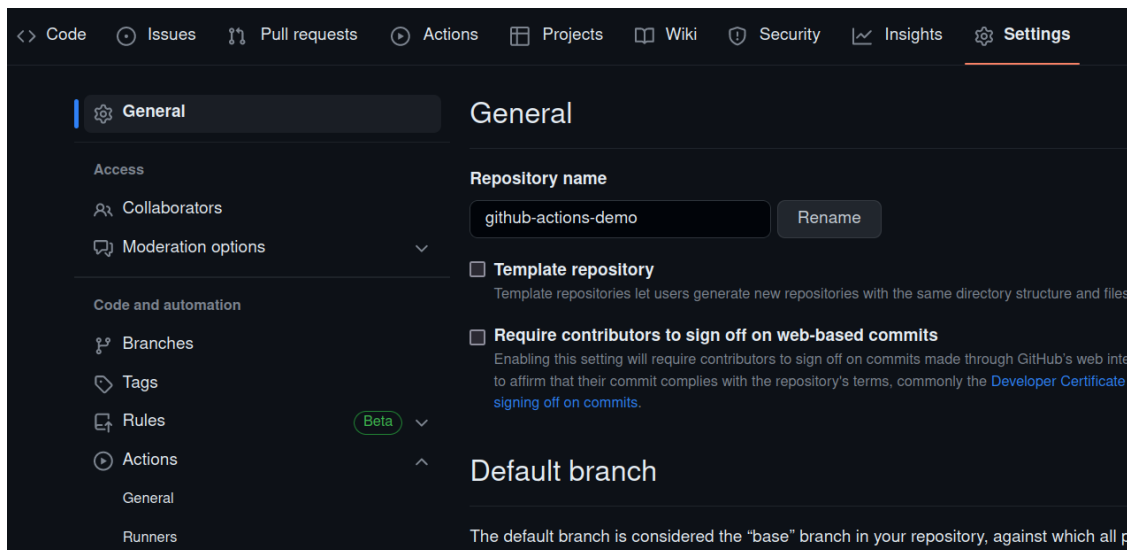 Code Issues Pull requests Actions Projects Wiki Security Insights Settings
General
Access
Collaborators
Moderation options
Code and automation
Branches
Tags
Rules Beta
Actions
General
Runners
General
Repository name
github-actions-demo Rename
Template repository
Template repositories let users generate new repositories with the same directory structure and files
Require contributors to sign off on web-based commits
Enabling this setting will require contributors to sign off on commits made through GitHub's web
to affirm that their commit complies with the repository's terms, commonly the Developer Certificate
signing off on commits.
Default branch
The default branch is considered the “base” branch in your repository, against which all